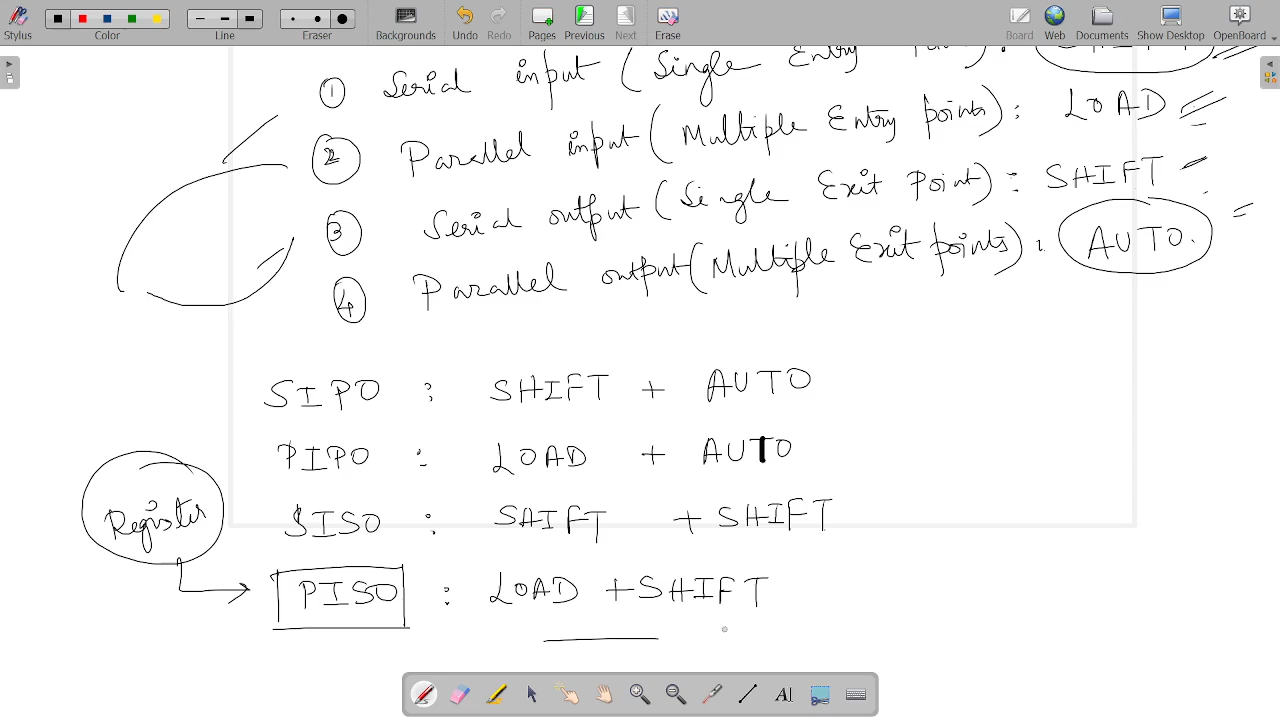 Stylus Color Line Eraser Backgrounds Undo Redo Pages Previous Next Erase Board Web Documents Show Desktop OpenBoard
① Serial input (Single Entry Point):
② Parallel input (Multiple Entry points): LOAD
③ Serial output (Single Exit Point): SHIFT
④ Parallel output (Multiple Exit points): AUTO.
SIPO : SHIFT + AUTO
PIPO : LOAD + AUTO
SISO : SHIFT + SHIFT
Register
PISO : LOAD + SHIFT
AI